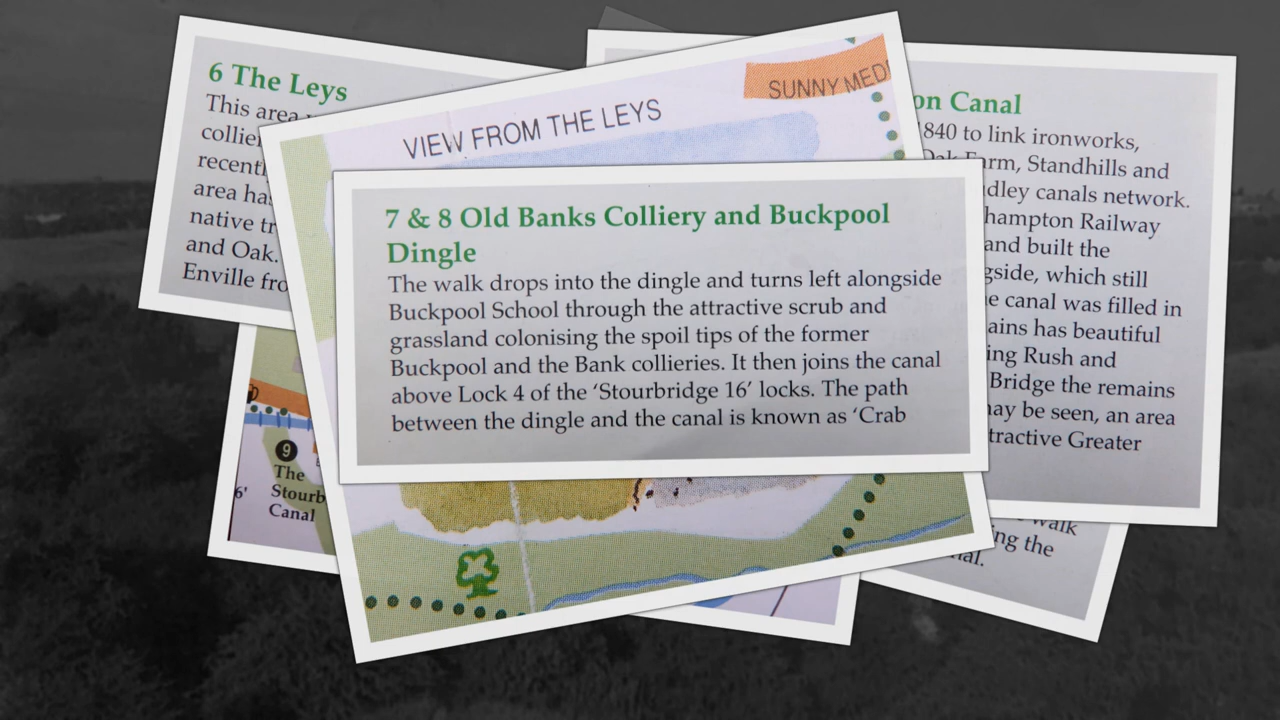 6 The Leys
This area
collier
recent
area has
native tr
and Oak.
Enville fro
VIEW FROM THE LEYS
SUNNY MED
7 & 8 Old Banks Colliery and Buckpool
Dingle
The walk drops into the dingle and turns left alongside
Buckpool School through the attractive scrub and
grassland colonising the spoil tips of the former
Buckpool and the Bank collieries. It then joins the canal
above Lock 4 of the ‘Stourbridge 16’ locks. The path
between the dingle and the canal is known as ‘Crab
on Canal
1840 to link ironworks,
Oak Farm, Standhills and
dley canals network.
hampton Railway
and built the
gside, which still
e canal was filled in
ains has beautiful
ing Rush and
Bridge the remains
may be seen, an area
ttractive Greater
walk
ing the
nal.
9
The
Stourb
Canal
6'